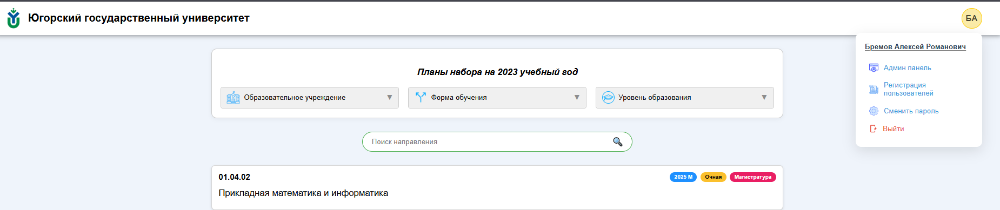 Югорский государственный университет
БА
Бремов Алексей Романович
Админ панель
Регистрация
пользователей
Сменить пароль
Выйти
Планы набора на 2023 учебный год
Образовательное учреждение
Форма обучения
Уровень образования
Поиск направления
01.04.02
2025 М
Очная
Магистратура
Прикладная математика и информатика